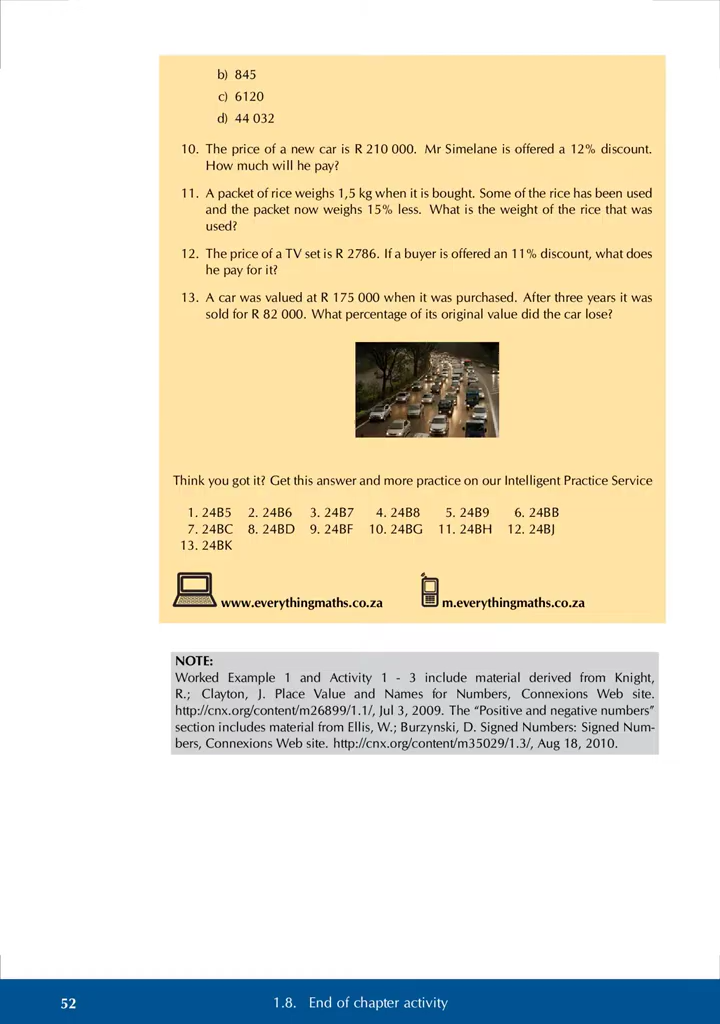 b) 845
c) 6120
d) 44 032
10. The price of a new car is R 210 000. Mr Simelane is offered a 12% discount.
How much will he pay?
11. A packet of rice weighs 1,5 kg when it is bought. Some of the rice has been used
and the packet now weighs 15% less. What is the weight of the rice that was
used?
12. The price of a TV set is R 2786. If a buyer is offered an 11% discount, what does
he pay for it?
13. A car was valued at R 175 000 when it was purchased. After three years it was
sold for R 82 000. What percentage of its original value did the car lose?
Think you got it? Get this answer and more practice on our Intelligent Practice Service
1. 24B5 2. 24B6 3. 24B7 4. 24B8 5. 24B9 6. 24BB
7. 24BC 8. 24BD 9. 24BF 10. 24BG 11. 24BH 12. 24BJ
13. 24BK
www.everythingmaths.co.za m.everythingmaths.co.za
NOTE:
Worked Example 1 and Activity 1 - 3 include material derived from Knight,
R.; Clayton, J. Place Value and Names for Numbers, Connexions Web site.
http://cnx.org/content/m26899/1.1/, Jul 3, 2009. The “Positive and negative numbers”
section includes material from Ellis, W.; Burzynski, D. Signed Numbers: Signed Num-
bers, Connexions Web site. http://cnx.org/content/m35029/1.3/, Aug 18, 2010.
52 1.8. End of chapter activity